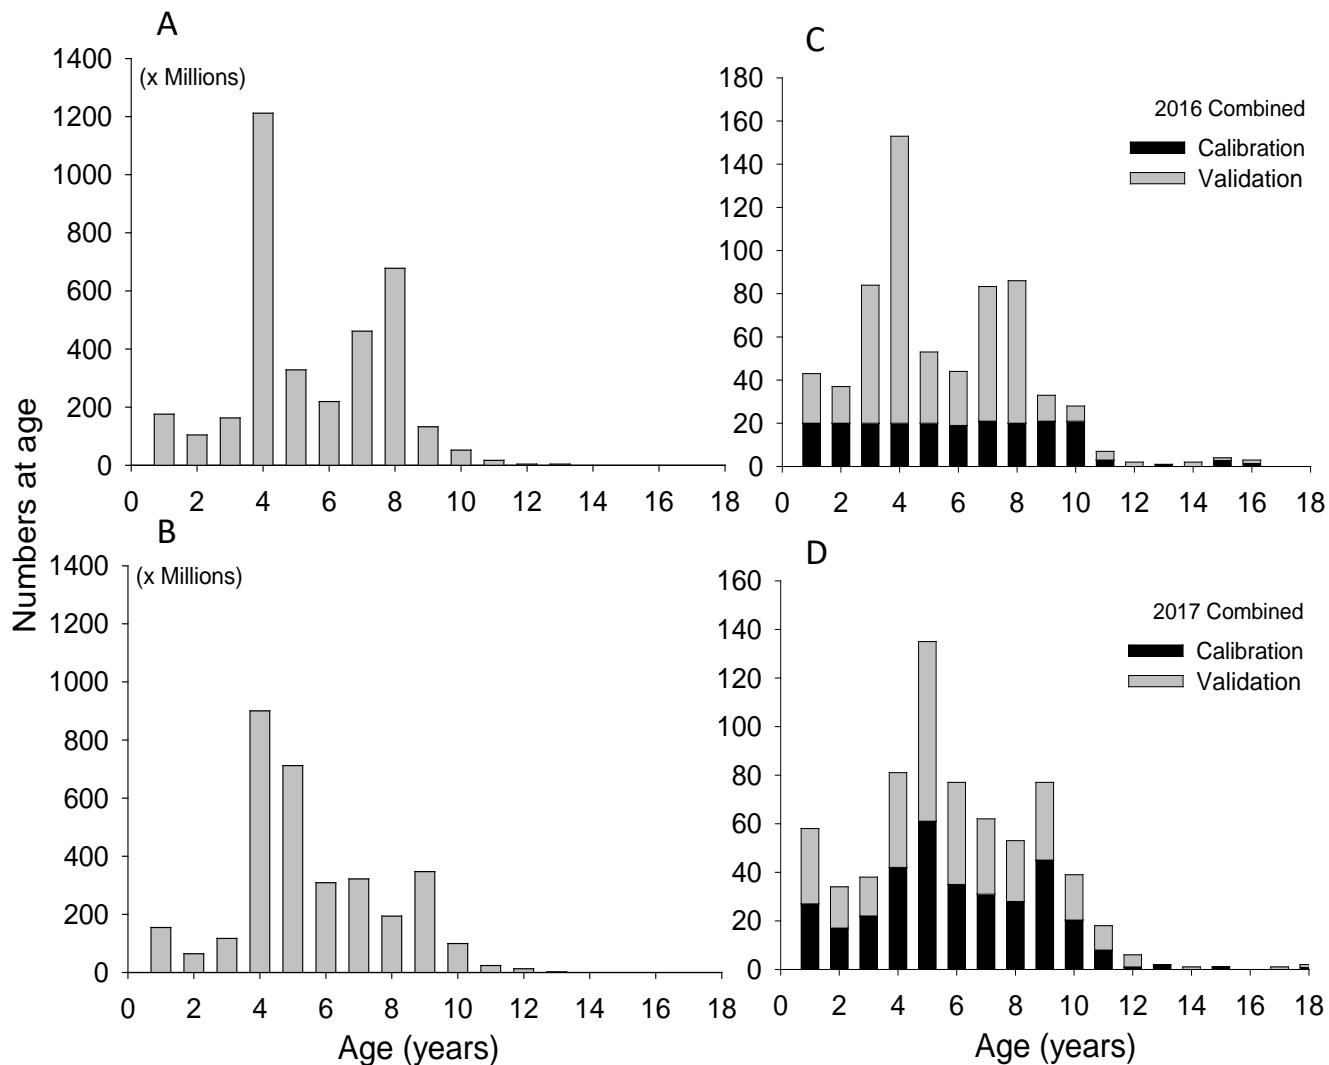 A
(x Millions)
1400
1200
1000
800
600
400
200
0
0 2 4 6 8 10 12 14 16 18
C
2016 Combined
Calibration
Validation
180
160
140
120
100
80
60
40
20
0
0 2 4 6 8 10 12 14 16 18
Numbers at age
B
(x Millions)
1400
1200
1000
800
600
400
200
0
0 2 4 6 8 10 12 14 16 18
Age (years)
D
2017 Combined
Calibration
Validation
160
140
120
100
80
60
40
20
0
0 2 4 6 8 10 12 14 16 18
Age (years)